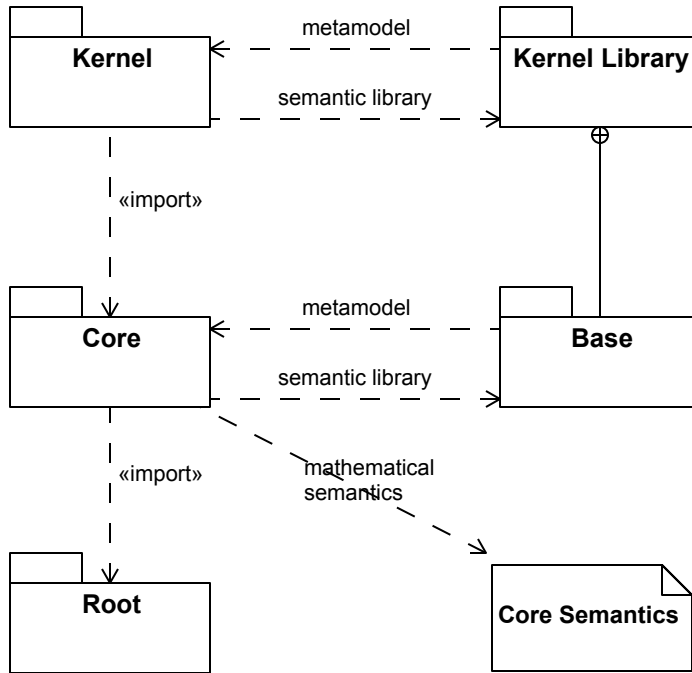 metamodel
Kernel
Kernel Library
semantic library
«import»
metamodel
Core
Base
semantic library
«import»
mathematical
semantics
Root
Core Semantics